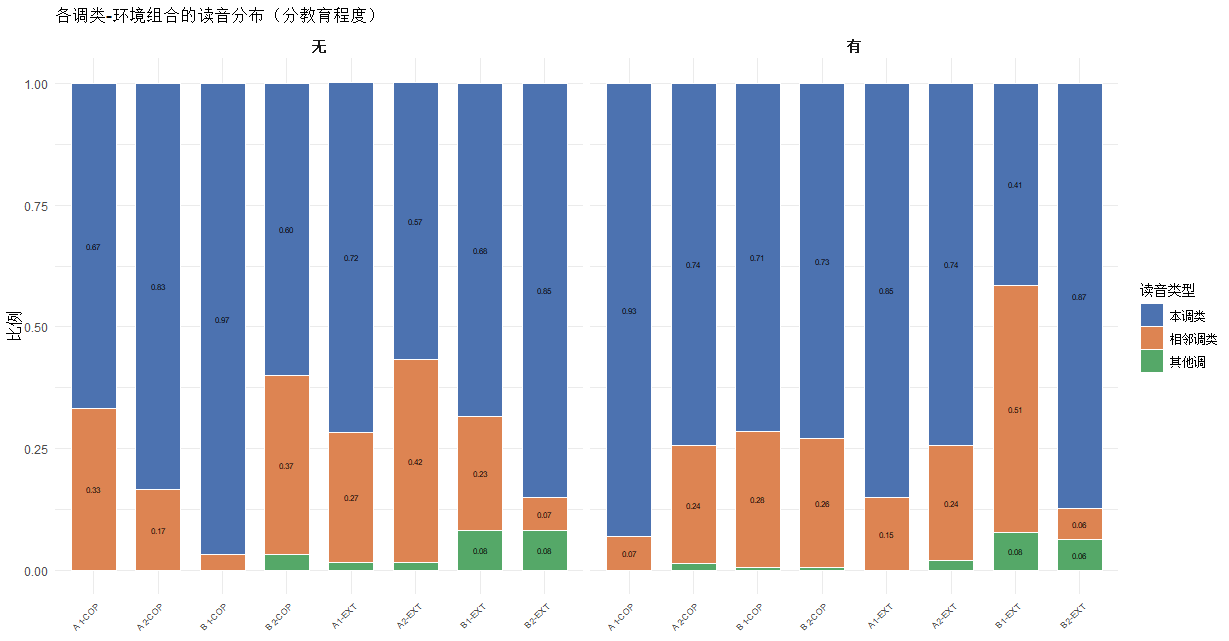 各调类-环境组合的读音分布（分教育程度）
无
有
比例
1.00
0.75
0.50
0.25
0.00
0.67
0.33
0.83
0.17
0.97
0.60
0.37
0.72
0.27
0.57
0.42
0.68
0.23
0.08
0.85
0.07
0.08
0.93
0.07
0.74
0.24
0.71
0.28
0.73
0.26
0.85
0.15
0.74
0.24
0.41
0.51
0.08
0.87
0.06
0.06
A 1-COP
A 2-COP
B 1-COP
B 2-COP
A1-EXT
A2-EXT
B1-EXT
B2-EXT
A 1-COP
A 2-COP
B 1-COP
B 2-COP
A1-EXT
A2-EXT
B1-EXT
B2-EXT
读音类型
本调类
相邻调类
其他调